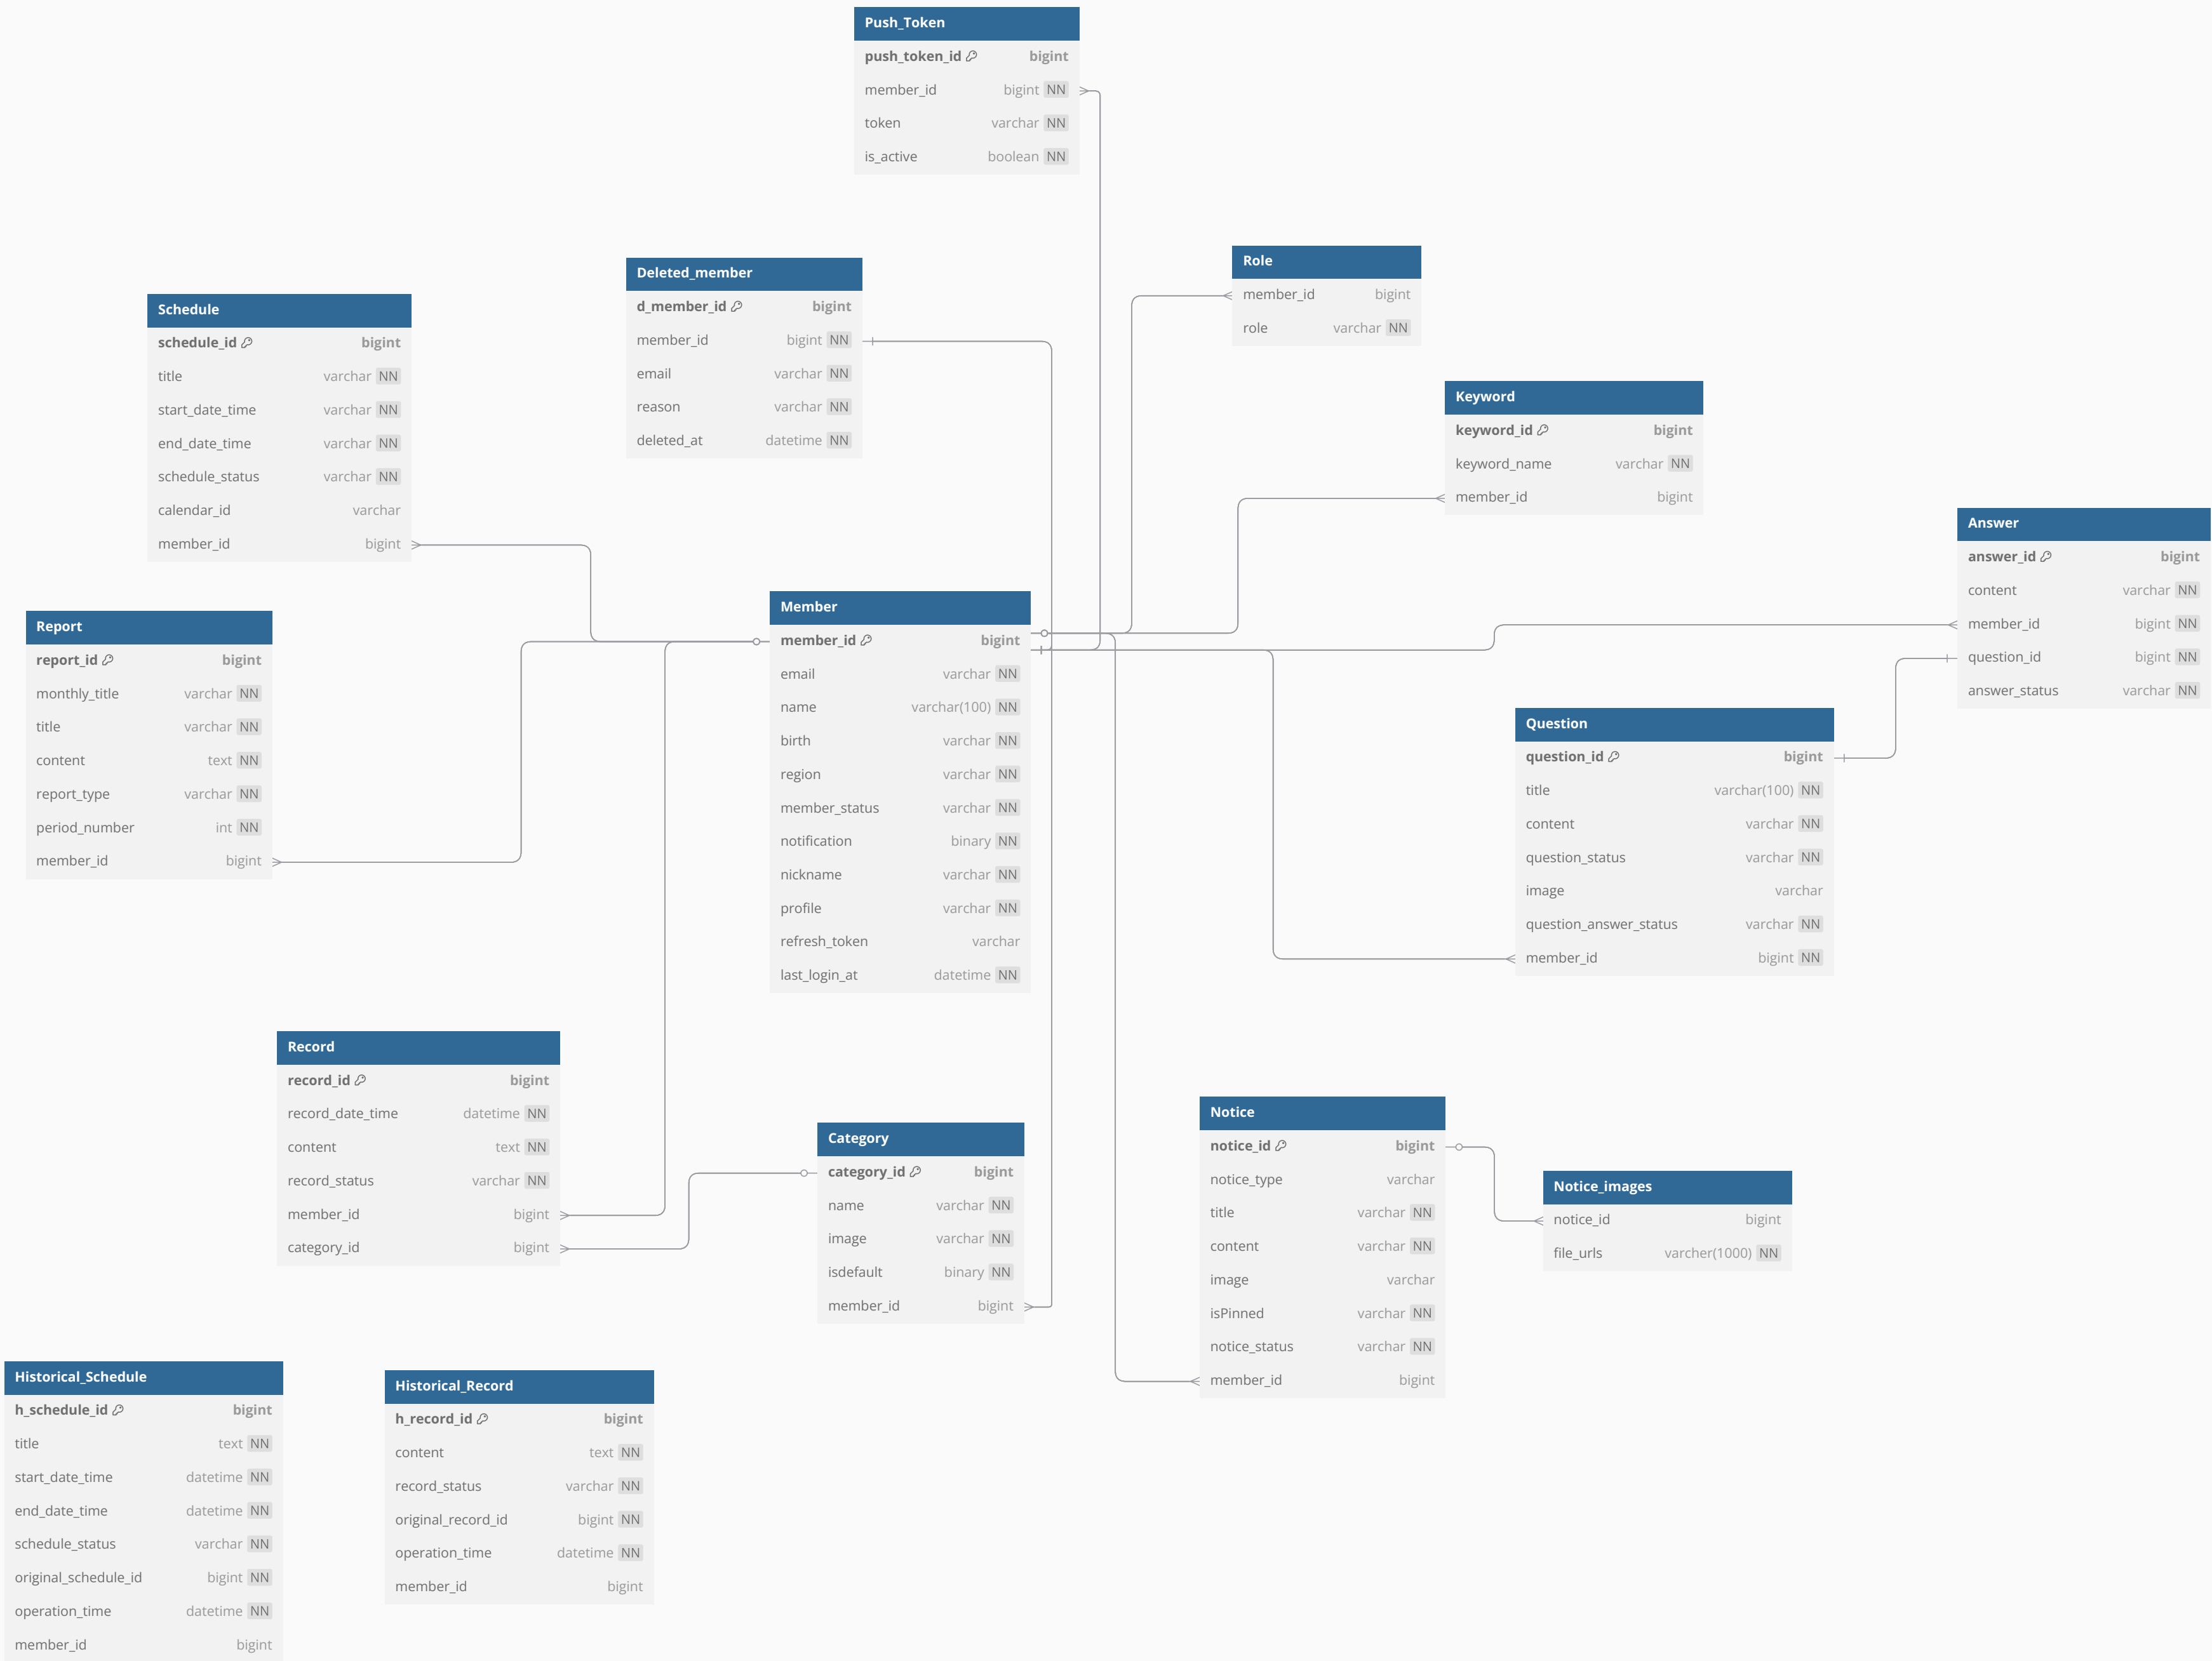 Push_Token
push_token_id bigint
member_id bigint NN
token varchar NN
is_active boolean NN
Role
member_id bigint
role varchar NN
Deleted_member
d_member_id bigint
member_id bigint NN
email varchar NN
reason varchar NN
deleted_at datetime NN
Schedule
schedule_id bigint
title varchar NN
start_date_time varchar NN
end_date_time varchar NN
schedule_status varchar NN
calendar_id varchar
member_id bigint
Keyword
keyword_id bigint
keyword_name varchar NN
member_id bigint
Answer
answer_id bigint
content varchar NN
member_id bigint NN
question_id bigint NN
answer_status varchar NN
Member
member_id bigint
email varchar NN
name varchar(100) NN
birth varchar NN
region varchar NN
member_status varchar NN
notification binary NN
nickname varchar NN
profile varchar NN
refresh_token varchar
last_login_at datetime NN
Report
report_id bigint
monthly_title varchar NN
title varchar NN
content text NN
report_type varchar NN
period_number int NN
member_id bigint
Question
question_id bigint
title varchar(100) NN
content varchar NN
question_status varchar NN
image varchar
question_answer_status varchar NN
member_id bigint NN
Record
record_id bigint
record_date_time datetime NN
content text NN
record_status varchar NN
member_id bigint
category_id bigint
Category
category_id bigint
name varchar NN
image varchar NN
isdefault binary NN
member_id bigint
Notice
notice_id bigint
notice_type varchar
title varchar NN
content varchar NN
image varchar
isPinned varchar NN
notice_status varchar NN
member_id bigint
Notice_images
notice_id bigint
file_urls varcher(1000) NN
Historical_Schedule
h_schedule_id bigint
title text NN
start_date_time datetime NN
end_date_time datetime NN
schedule_status varchar NN
original_schedule_id bigint NN
operation_time datetime NN
member_id bigint
Historical_Record
h_record_id bigint
content text NN
record_status varchar NN
original_record_id bigint NN
operation_time datetime NN
member_id bigint